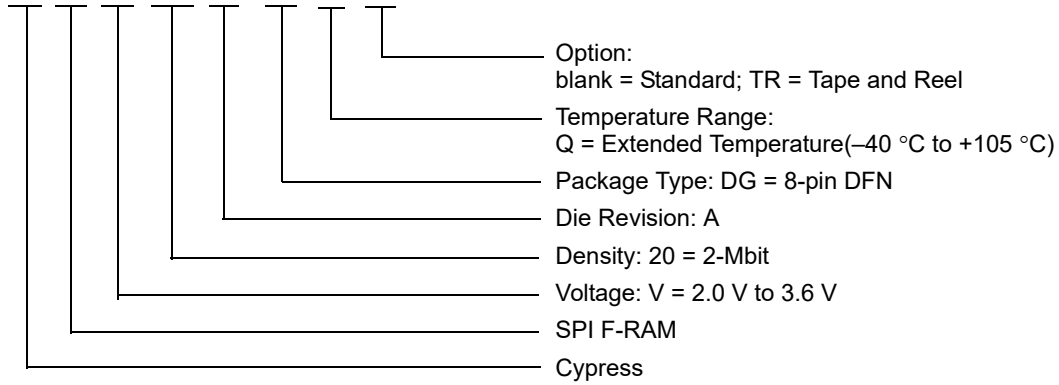 Option:
blank = Standard; TR = Tape and Reel
Temperature Range:
Q = Extended Temperature(–40 °C to +105 °C)
Package Type: DG = 8-pin DFN
Die Revision: A
Density: 20 = 2-Mbit
Voltage: V = 2.0 V to 3.6 V
SPI F-RAM
Cypress